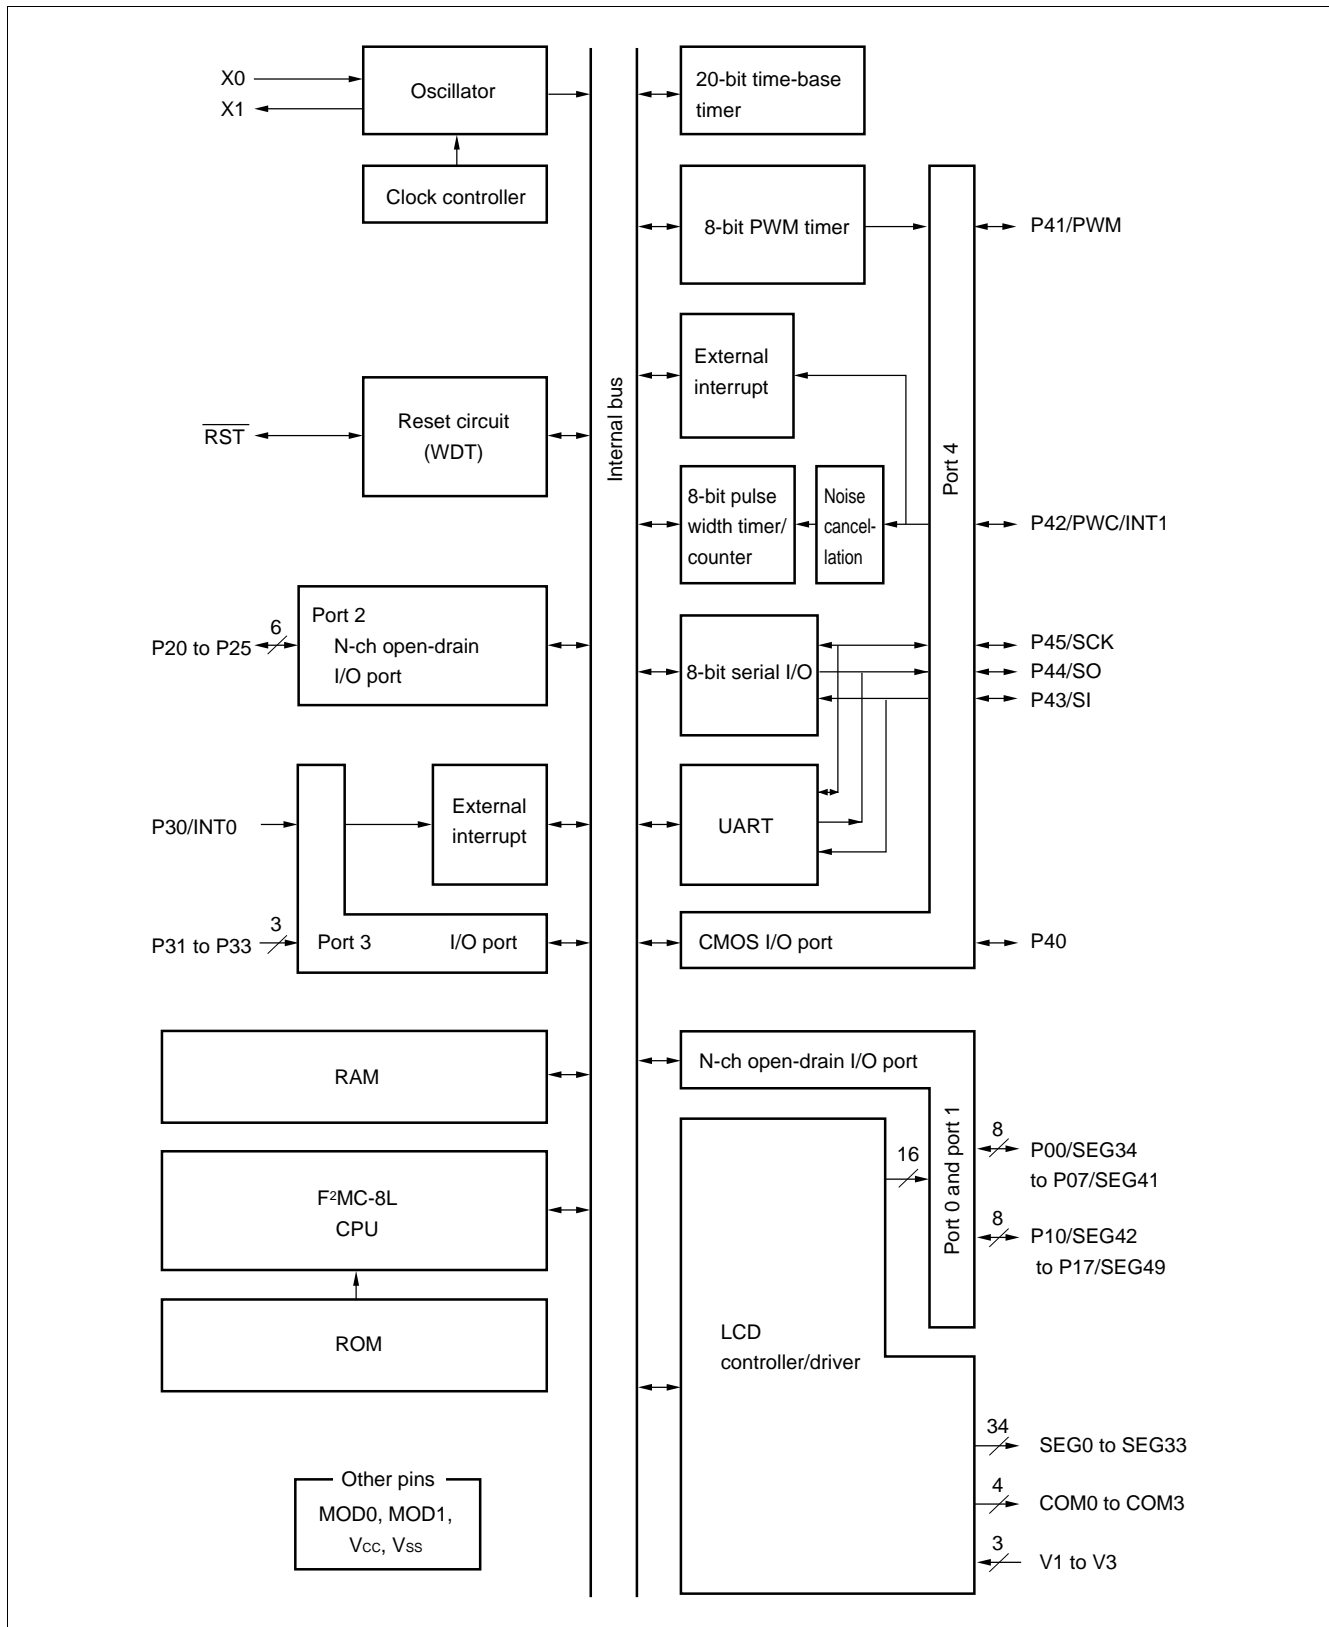 X0
X1
Oscillator
Clock controller
RST
Reset circuit
(WDT)
6
P20 to P25
Port 2
N-ch open-drain
I/O port
P30/INT0
External
interrupt
3
P31 to P33
Port 3
I/O port
RAM
F²MC-8L
CPU
ROM
Other pins
MOD0, MOD1,
Vcc, Vss
Internal bus
20-bit time-base
timer
8-bit PWM timer
P41/PWM
External
interrupt
Port 4
8-bit pulse
width timer/
counter
Noise
cancel-
lation
P42/PWC/INT1
8-bit serial I/O
P45/SCK
P44/SO
P43/SI
UART
CMOS I/O port
P40
N-ch open-drain I/O port
Port 0 and port 1
16
8
P00/SEG34
to P07/SEG41
8
P10/SEG42
to P17/SEG49
LCD
controller/driver
34
SEG0 to SEG33
4
COM0 to COM3
3
V1 to V3